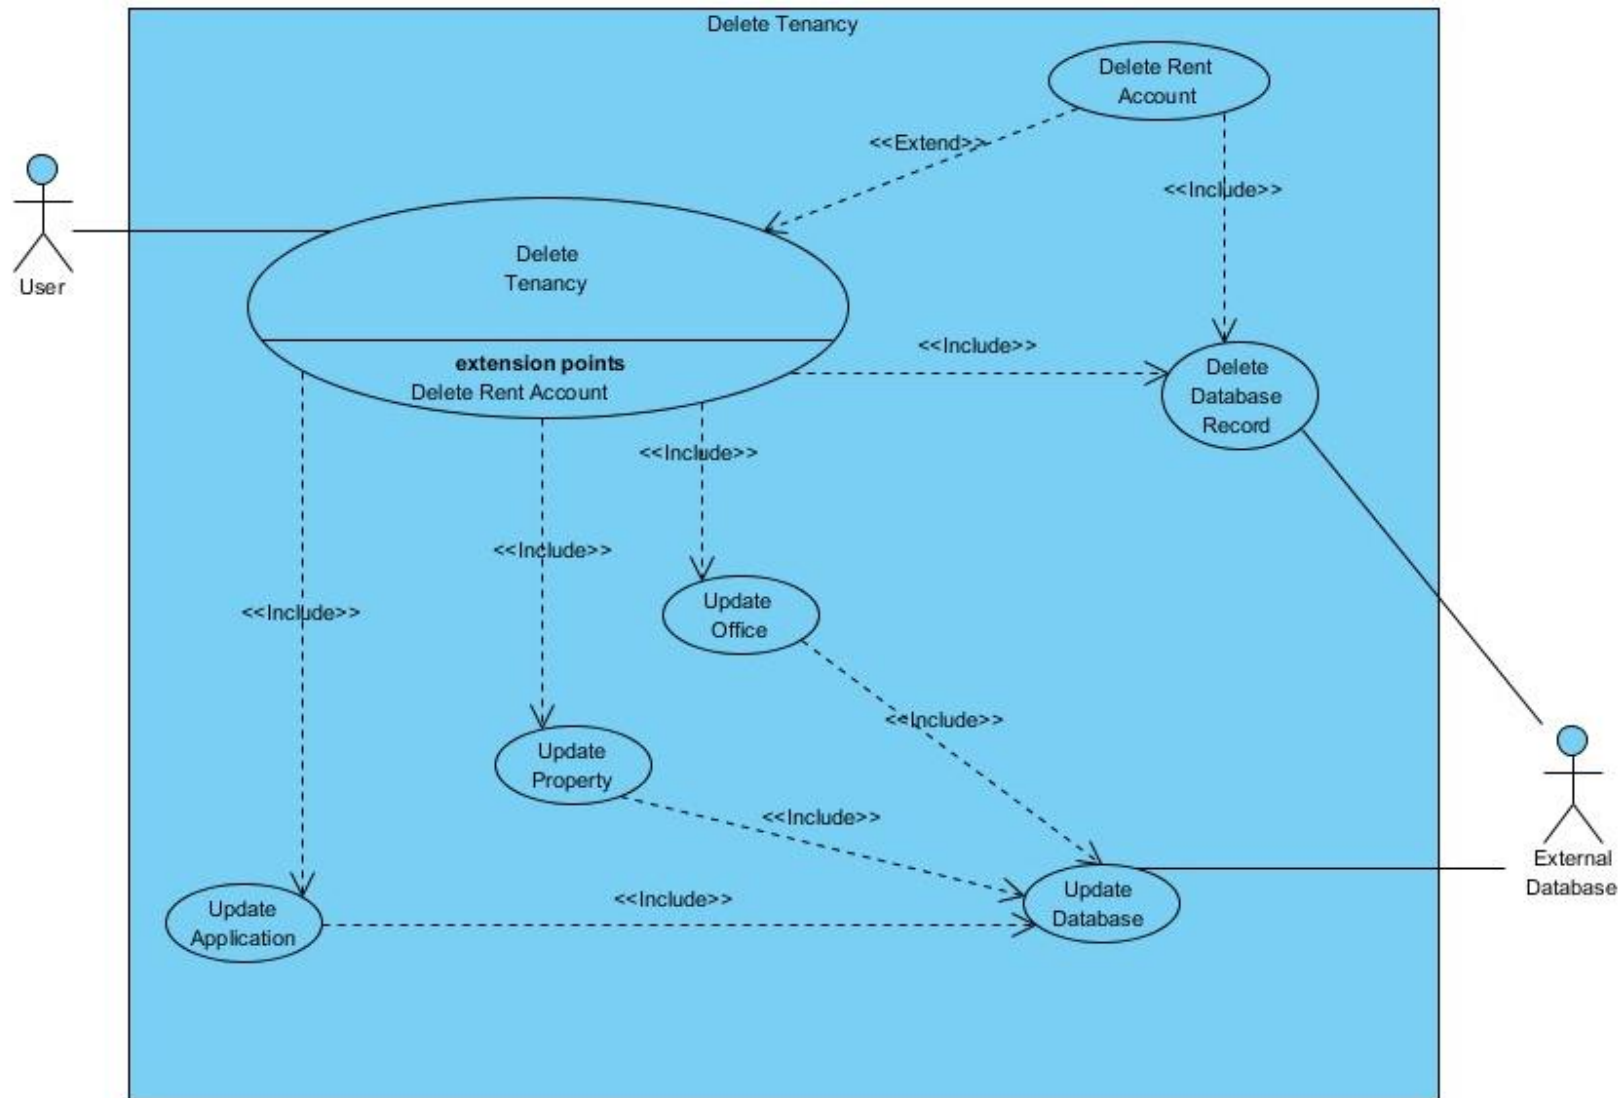 Delete Tenancy
Delete Rent
Account
<<Extend>>
<<Include>>
User
Delete
Tenancy
extension points
Delete Rent Account
<<Include>>
Delete
Database
Record
<<Include>>
<<Include>>
<<Include>>
Update
Office
<<Include>>
Update
Property
<<Include>>
External
Database
Update
Application
<<Include>>
Update
Database